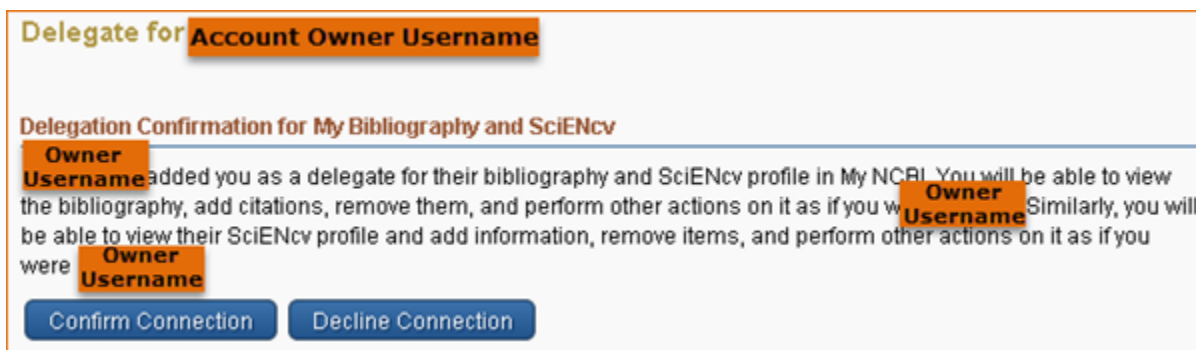 Delegate for Account Owner Username
Delegation Confirmation for My Bibliography and SciENcv
Owner
Username added you as a delegate for their bibliography and SciENcv profile in My NCBI. You will be able to view
the bibliography, add citations, remove them, and perform other actions on it as if you Owner Username Similarly, you will
be able to view their SciENcv profile and add information, remove items, and perform other actions on it as if you
were Owner Username
Confirm Connection Decline Connection